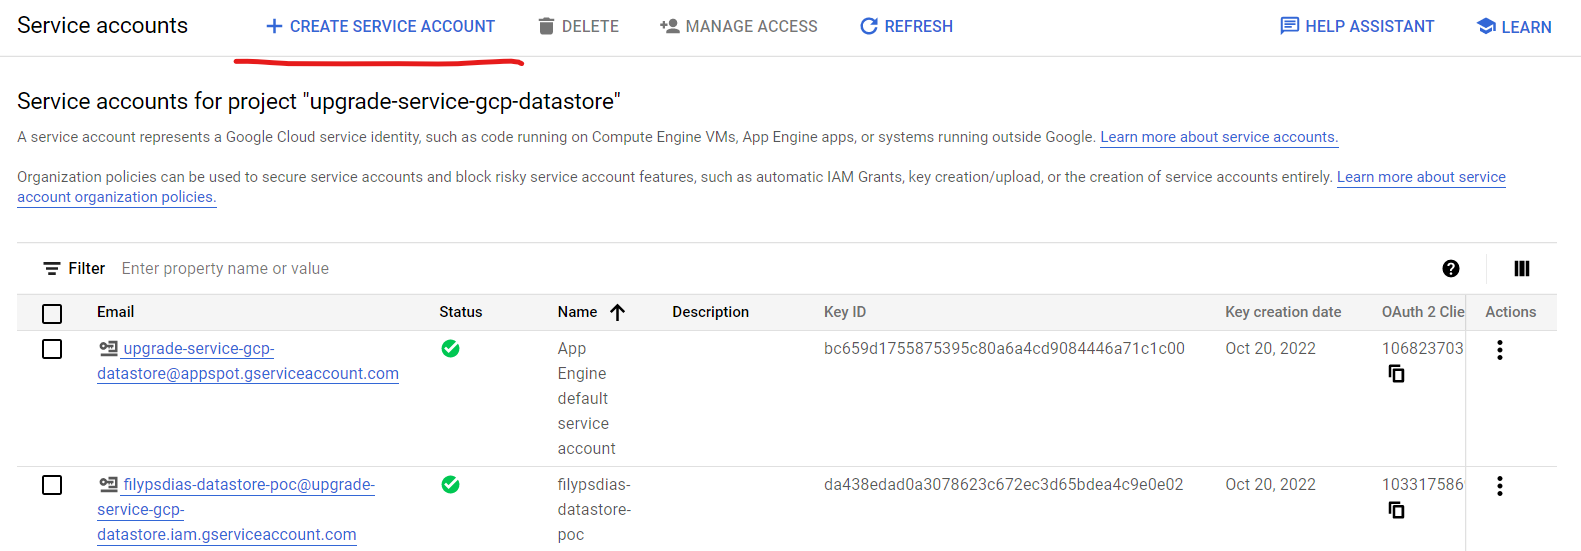 Service accounts
CREATE SERVICE ACCOUNT
DELETE
MANAGE ACCESS
REFRESH
HELP ASSISTANT
LEARN
Service accounts for project "upgrade-service-gcp-datastore"
A service account represents a Google Cloud service identity, such as code running on Compute Engine VMs, App Engine apps, or systems running outside Google. Learn more about service accounts.
Organization policies can be used to secure service accounts and block risky service account features, such as automatic IAM Grants, key creation/upload, or the creation of service accounts entirely. Learn more about service
account organization policies.
Filter Enter property name or value
Email Status Name Description Key ID Key creation date OAuth 2 Clie Actions
upgrade-service-gcp-
datastore@appspot.gserviceaccount.com
App
Engine
default
service
account
bc659d1755875395c80a6a4cd9084446a71c1c00
Oct 20, 2022
106823703
filypsdias-datastore-poc@upgrade-
service-gcp-
datastore.iam.gserviceaccount.com
filypsdias-
datastore-
poc
da438edad0a3078623c672ec3d65bdea4c9e0e02
Oct 20, 2022
103317586